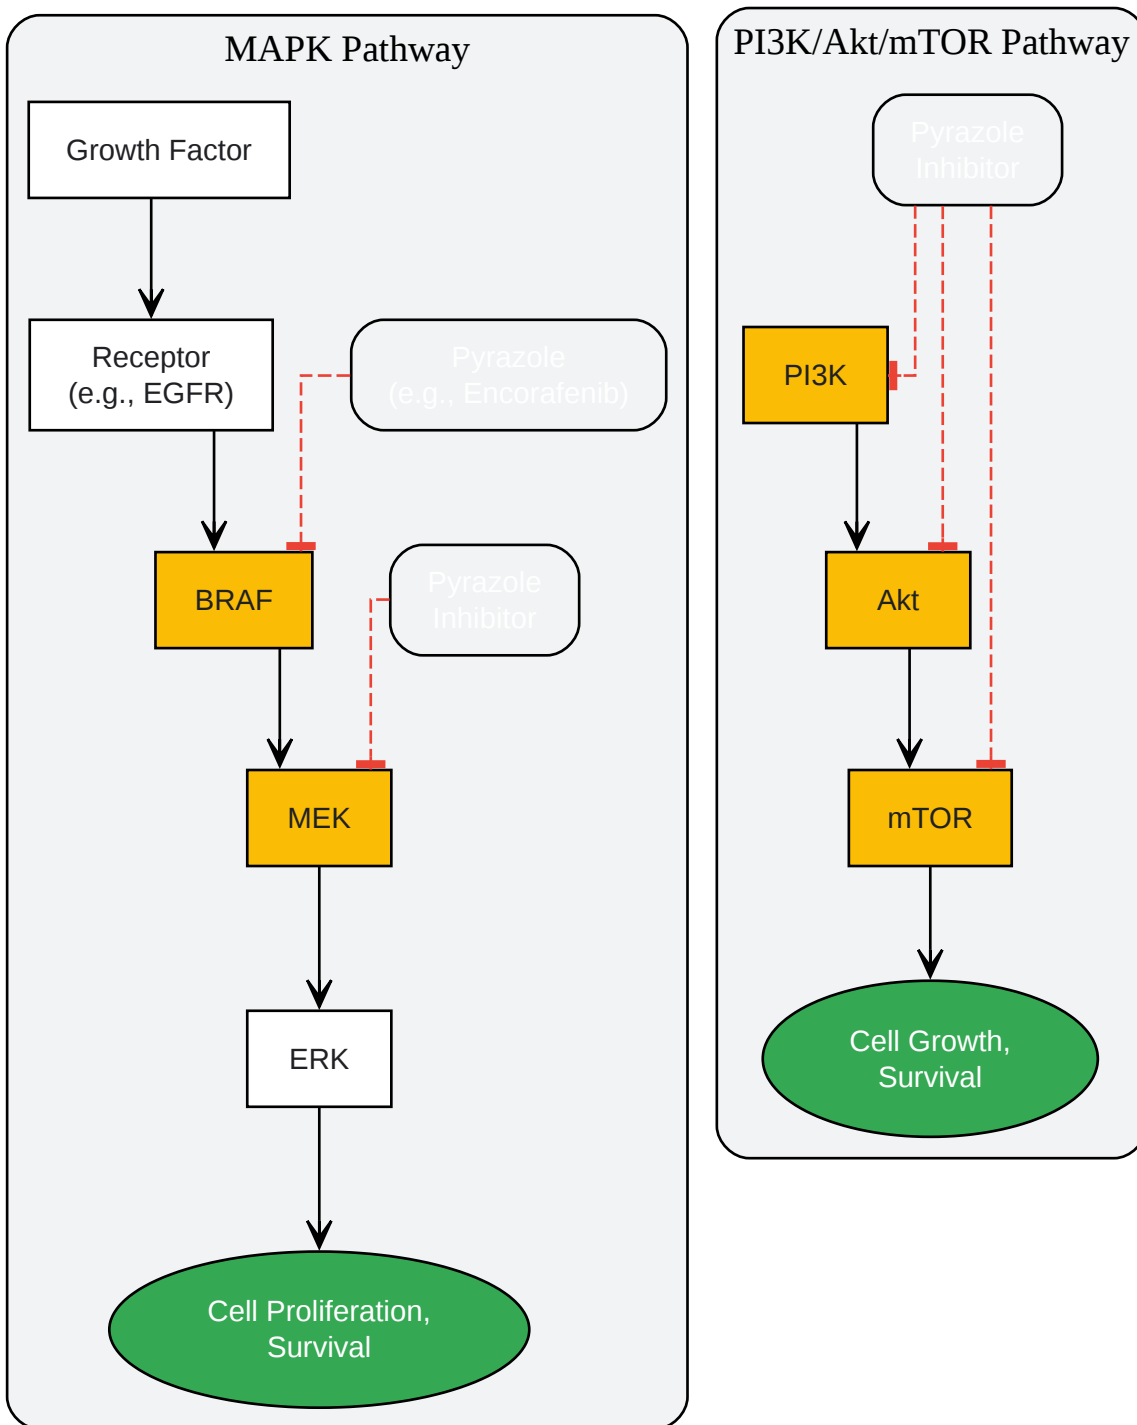 MAPK Pathway
Growth Factor
Receptor
(e.g., EGFR)
Pyrazole
(e.g., Encorafenib)
BRAF
Pyrazole
Inhibitor
MEK
ERK
Cell Proliferation,
Survival
PI3K/Akt/mTOR Pathway
Pyrazole
Inhibitor
PI3K
Akt
mTOR
Cell Growth,
Survival